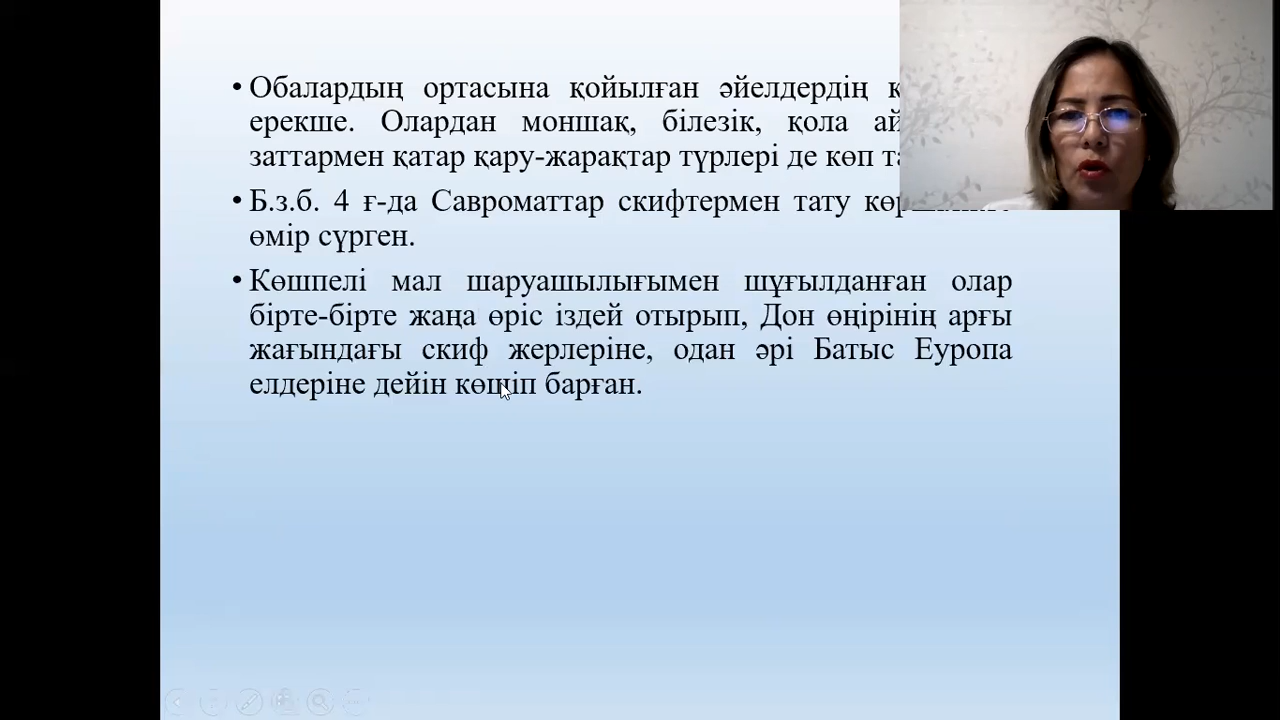 • Обалардың ортасына қойылған әйелдердің
ерекше. Олардан моншақ, білезік, қола
заттармен қатар қару-жарақтар түрлері де көп
• Б.з.б. 4 ғ-да Савроматтар скифтермен тату
өмір сүрген.
• Көшпелі мал шаруашылығымен шұғылданған олар
бірте-бірте жаңа өріс іздей отырып, Дон өңірінің арғы
жағындағы скиф жерлеріне, одан әрі Батыс Еуропа
елдеріне дейін көшіп барған.